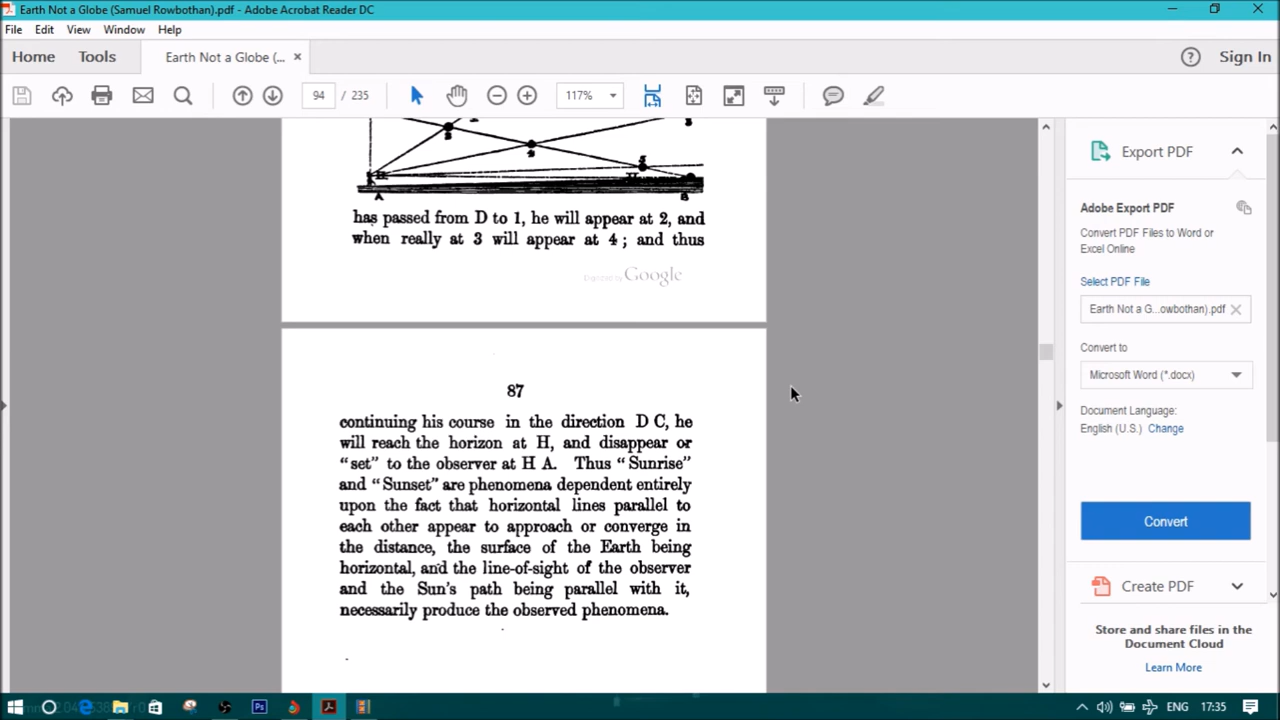 Earth Not a Globe (Samuel Rowbothan).pdf - Adobe Acrobat Reader DC
File Edit View Window Help
Home Tools Earth Not a Globe (... × Sign In
94 / 235 117%
3 2
3 5
A
has passed from D to 1, he will appear at 2, and
when really at 3 will appear at 4 ; and thus
Google
87
continuing his course in the direction D C, he
will reach the horizon at H, and disappear or
“set” to the observer at H A. Thus “Sunrise”
and “Sunset” are phenomena dependent entirely
upon the fact that horizontal lines parallel to
each other appear to approach or converge in
the distance, the surface of the Earth being
horizontal, and the line-of-sight of the observer
and the Sun’s path being parallel with it,
necessarily produce the observed phenomena.
Export PDF
Adobe Export PDF
Convert PDF Files to Word or
Excel Online
Select PDF File
Earth Not a G...owbothan).pdf
Convert to
Microsoft Word (*.docx)
Document Language:
English (U.S.) Change
Convert
Create PDF
Store and share files in the
Document Cloud
Learn More
ENG 17:35